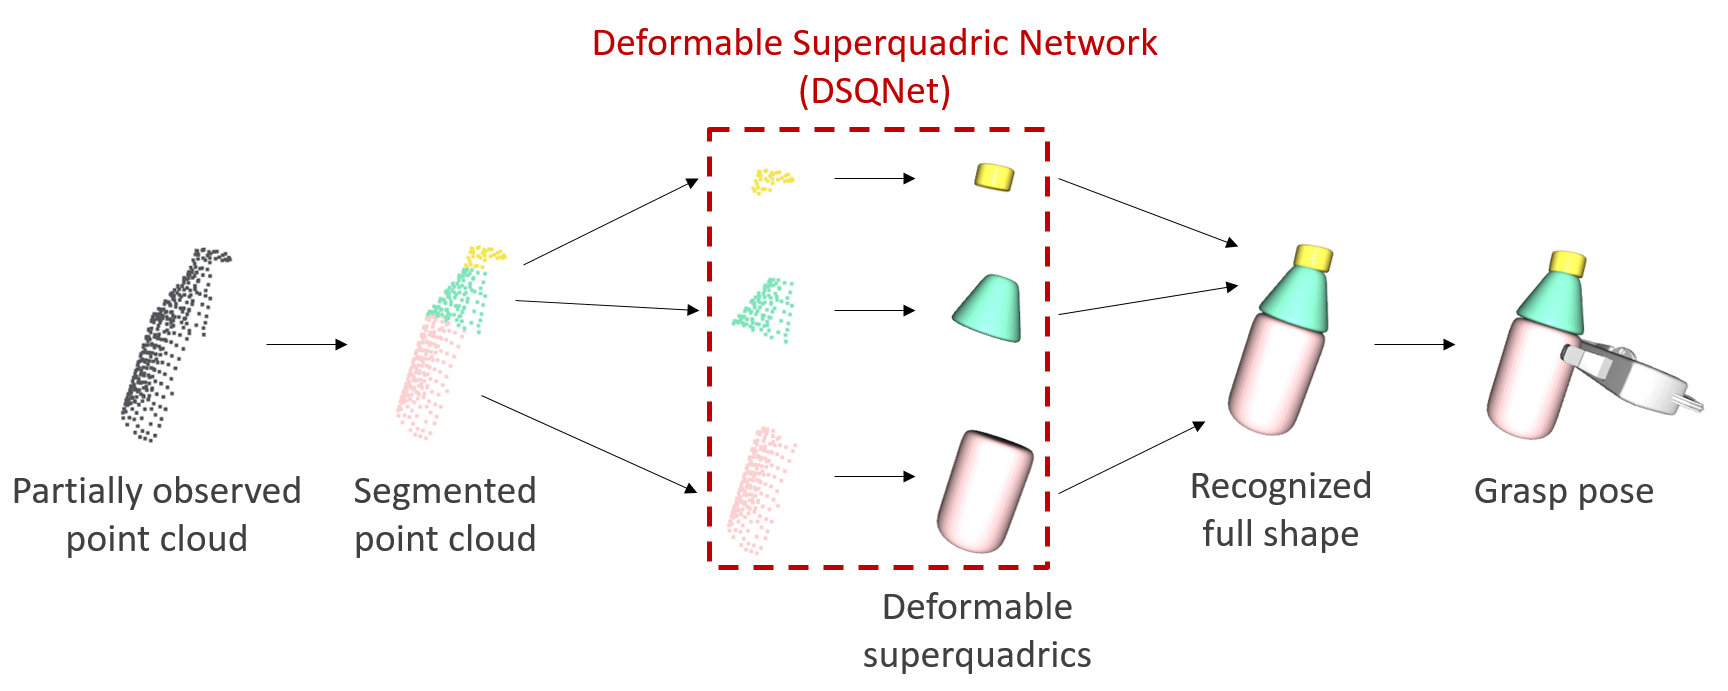 Deformable Superquadric Network
(DSQNet)
Partially observed
point cloud
Segmented
point cloud
Deformable
superquadrics
Recognized
full shape
Grasp pose